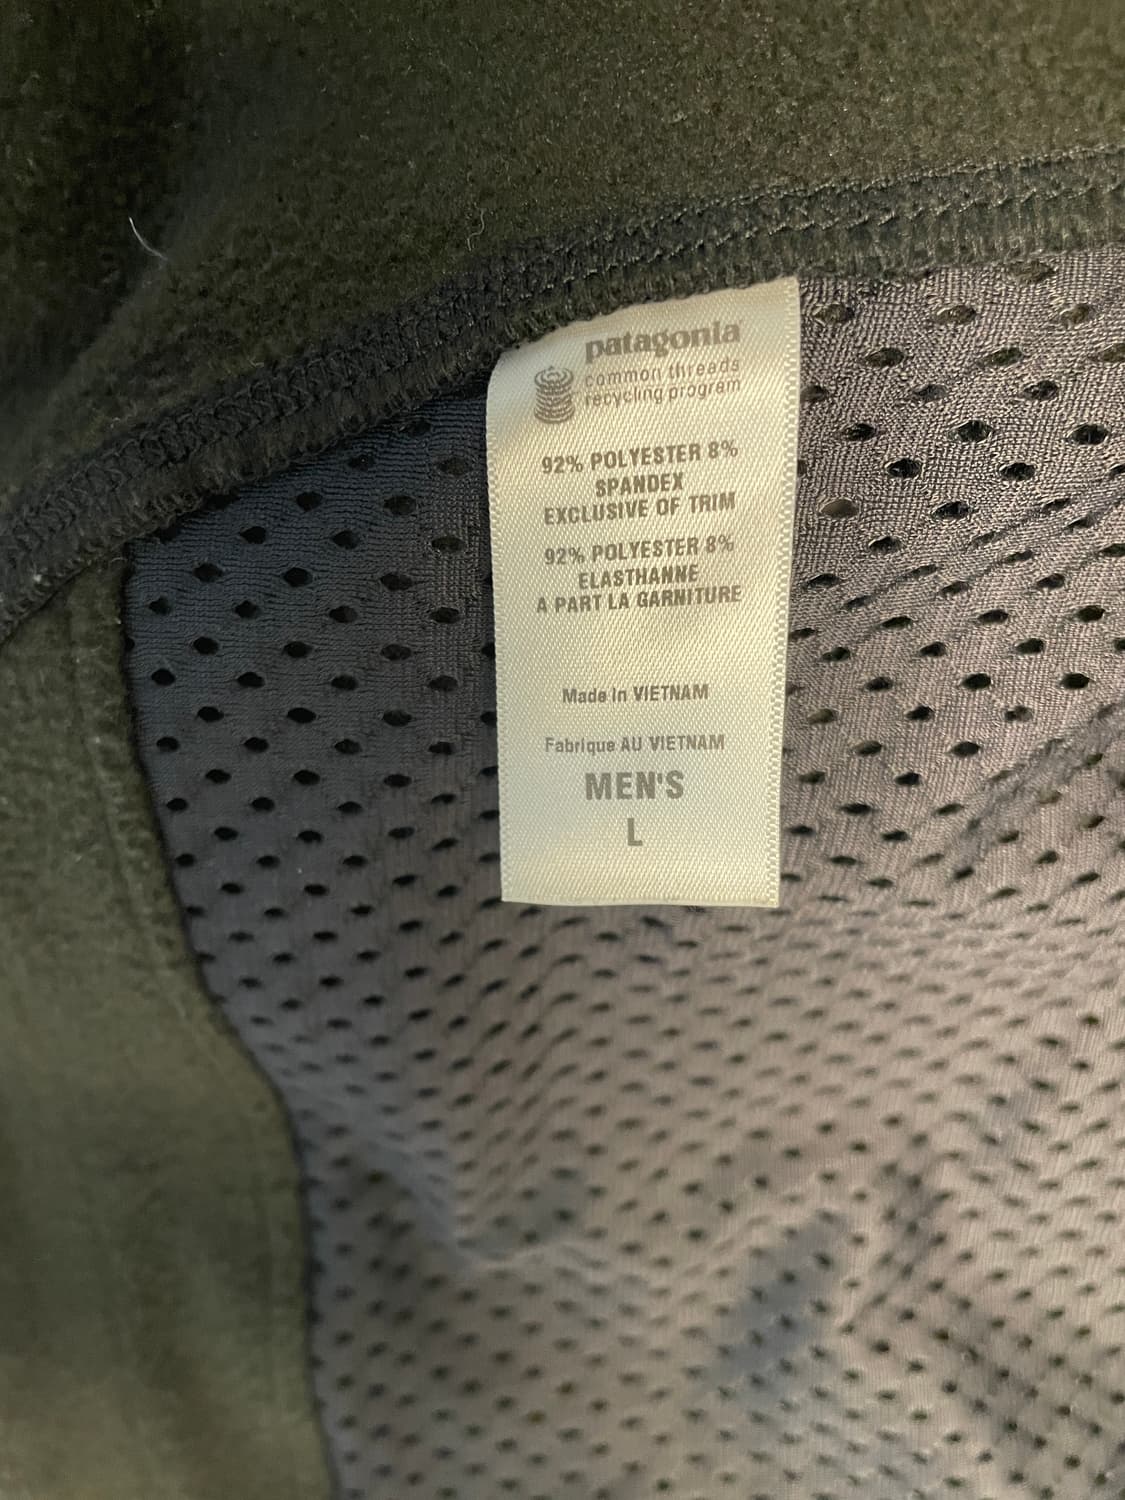 patagonia
common threads
recycling program
92% POLYESTER 8%
SPANDEX
EXCLUSIVE OF TRIM
92% POLYESTER 8%
ELASTHANNE
A PART LA GARNITURE
Made In VIETNAM
Fabrique AU VIETNAM
MEN'S
L